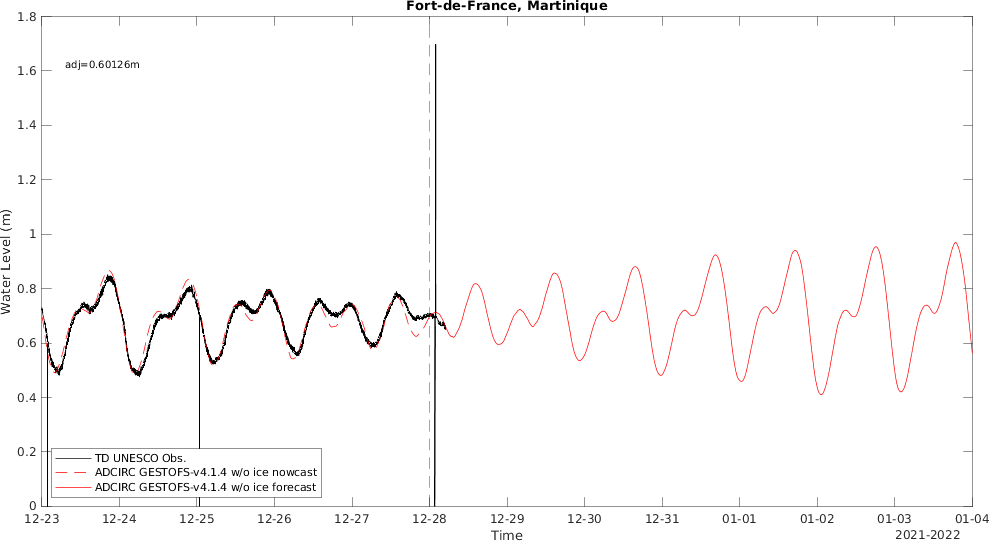 Fort-de-France, Martinique
1.8
1.6
1.4
1.2
1
0.8
0.6
0.4
0.2
0
Water Level (m)
adj=0.60126m
TD UNESCO Obs.
ADCIRC GESTOFS-v4.1.4 w/o ice nowcast
ADCIRC GESTOFS-v4.1.4 w/o ice forecast
12-23 12-24 12-25 12-26 12-27 12-28 12-29 12-30 12-31 01-01 01-02 01-03 01-04
Time
2021-2022